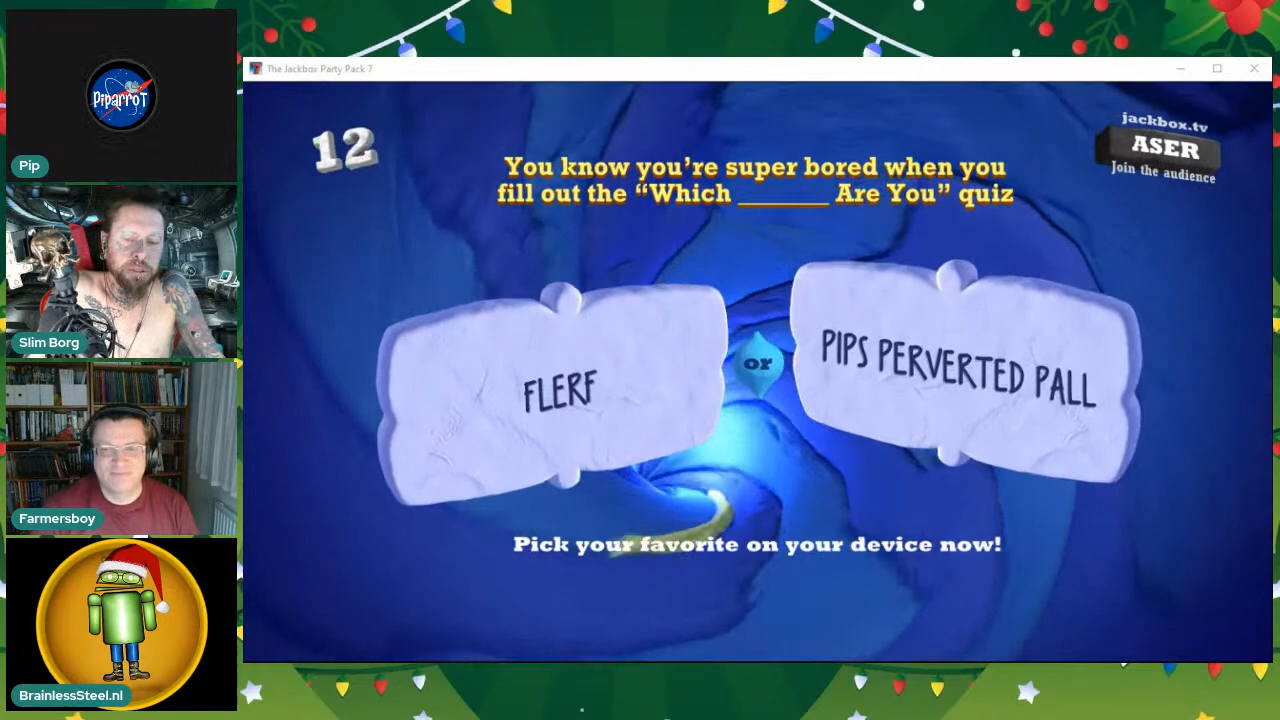 PiparroT
Pip
Slim Borg
Farmersboy
BrainlessSteel.nl
The Jackbox Party Pack 7
12
You know you're super bored when you
fill out the “Which ______ Are You” quiz
jackbox.tv
ASER
Join the audience
FLERF
or
PIPS PERVERTED PALL
Pick your favorite on your device now!